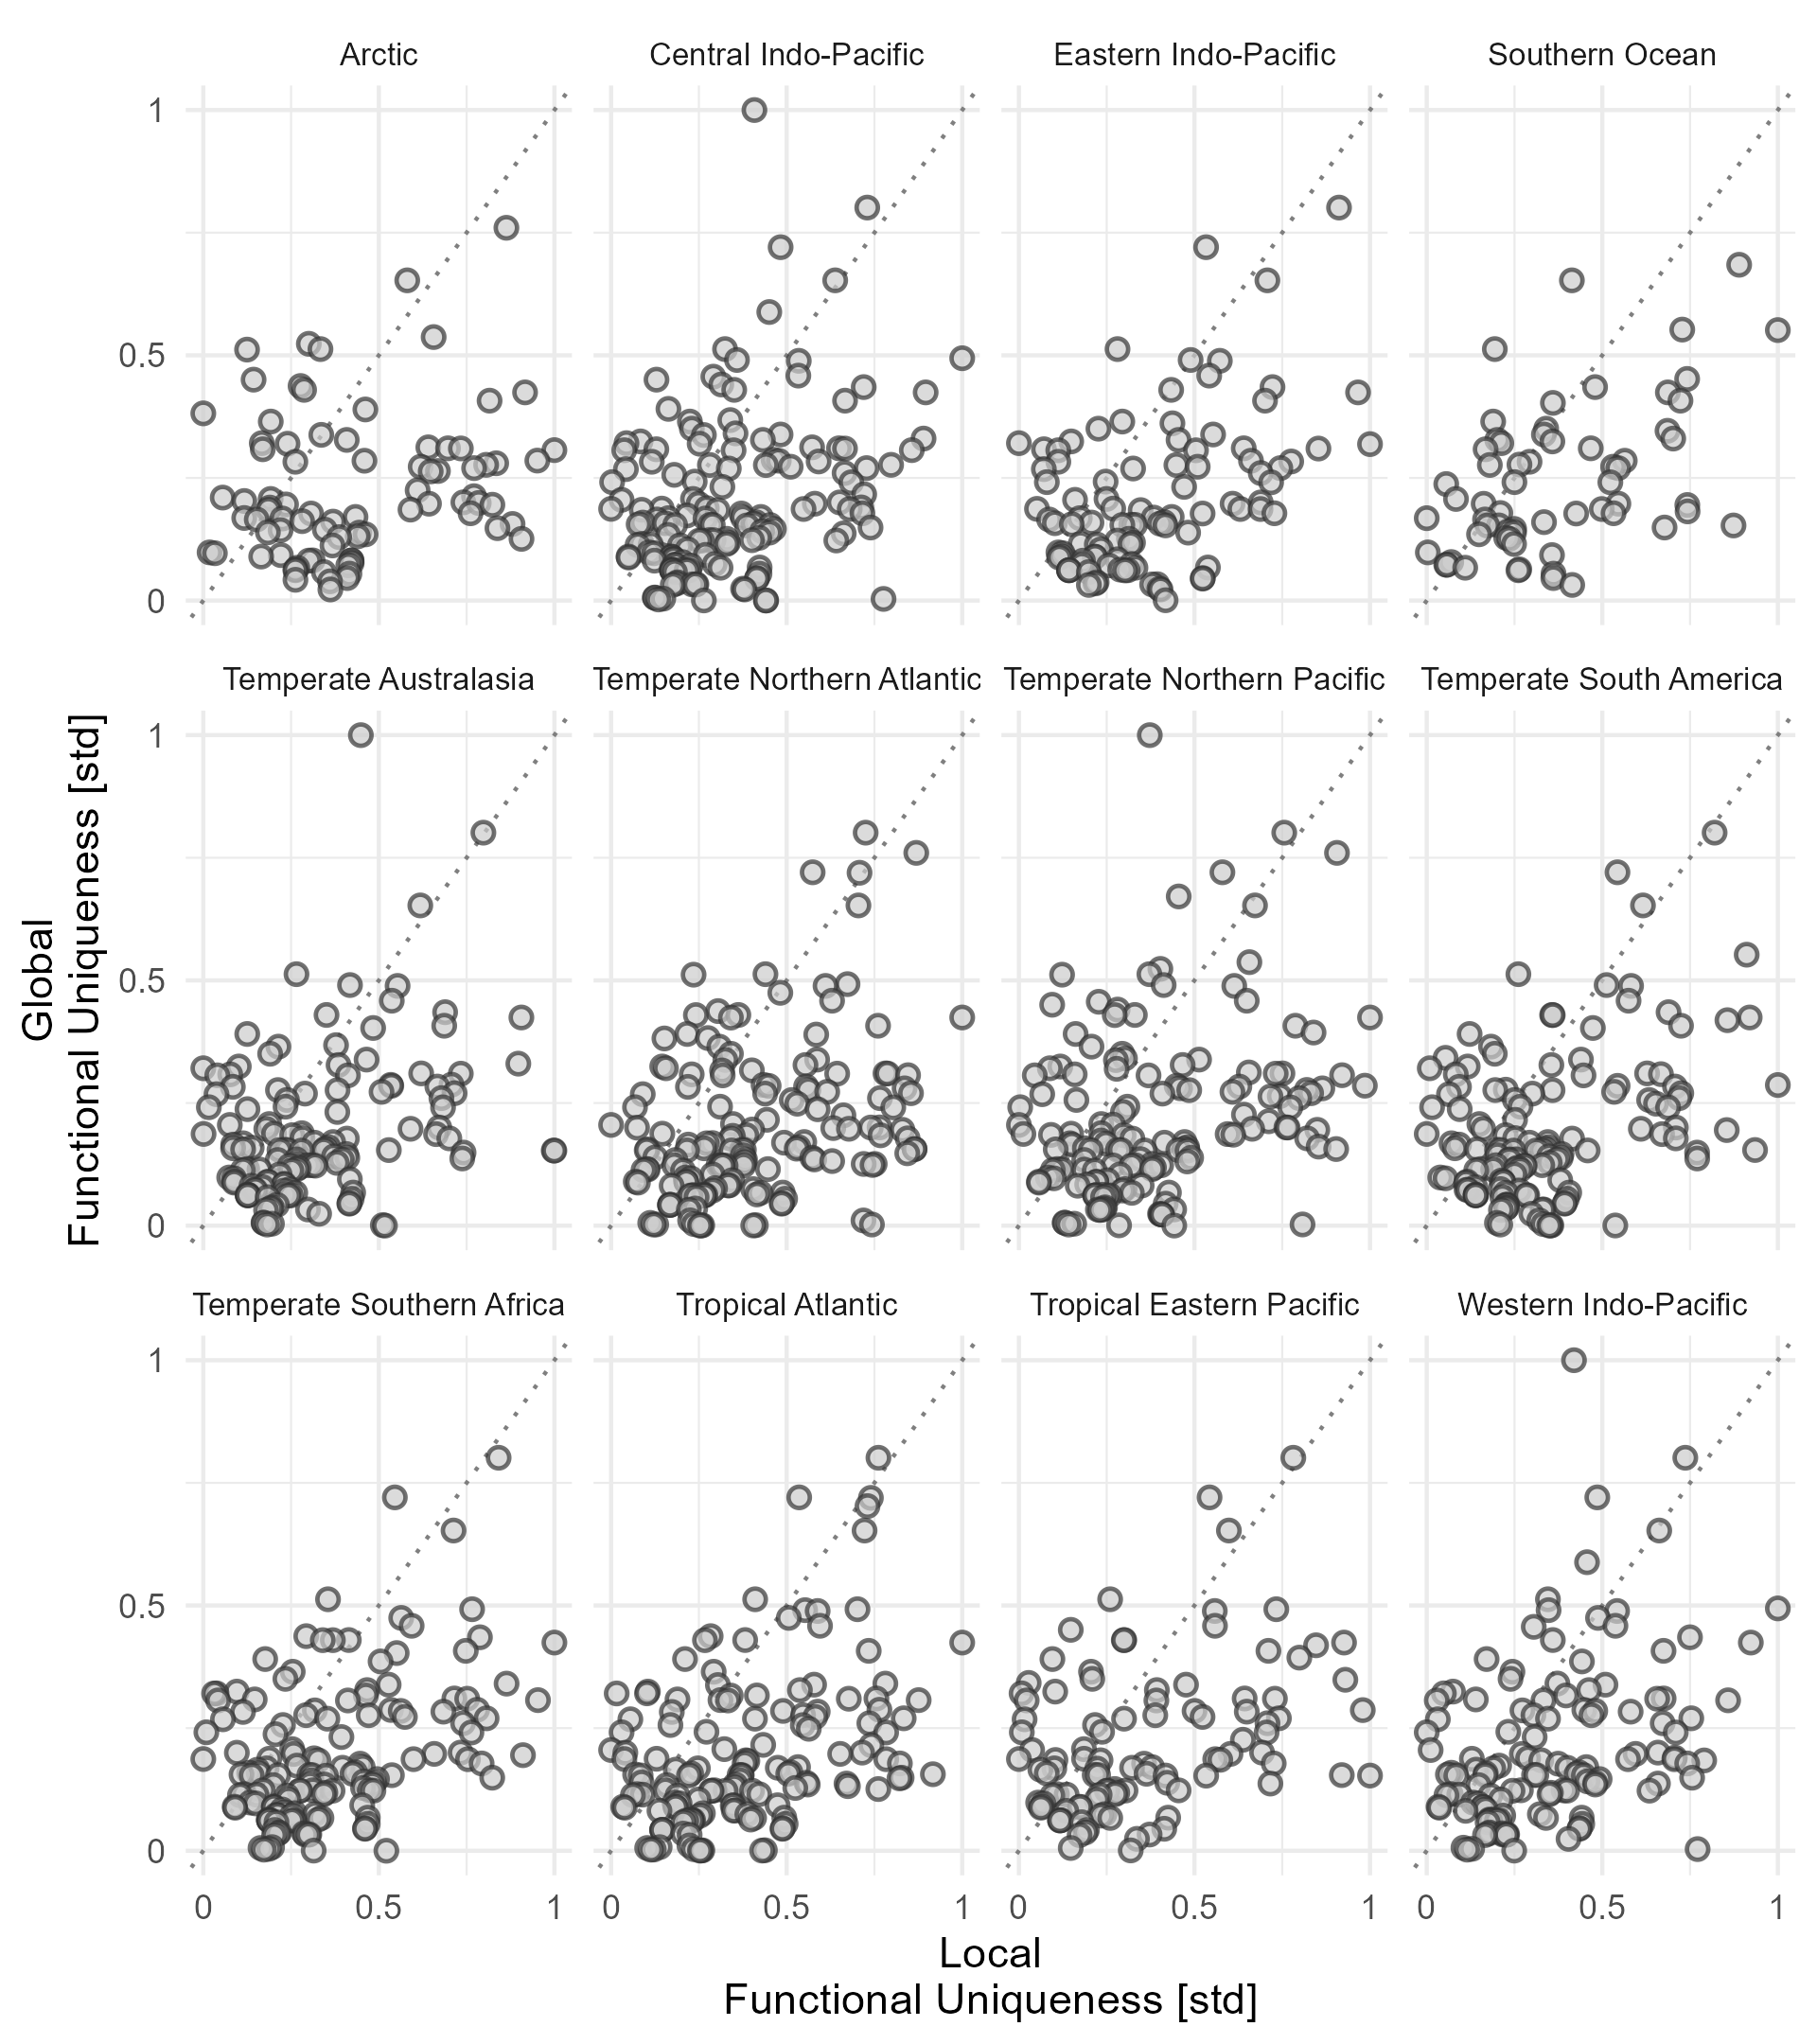 Arctic
Central Indo-Pacific
Eastern Indo-Pacific
Southern Ocean
1
0.5
0
Temperate Australasia
Temperate Northern Atlantic
Temperate Northern Pacific
Temperate South America
1
0.5
0
Global
Functional Uniqueness [std]
Temperate Southern Africa
Tropical Atlantic
Tropical Eastern Pacific
Western Indo-Pacific
1
0.5
0
0 0.5 1
0 0.5 1
0 0.5 1
0 0.5 1
Local
Functional Uniqueness [std]